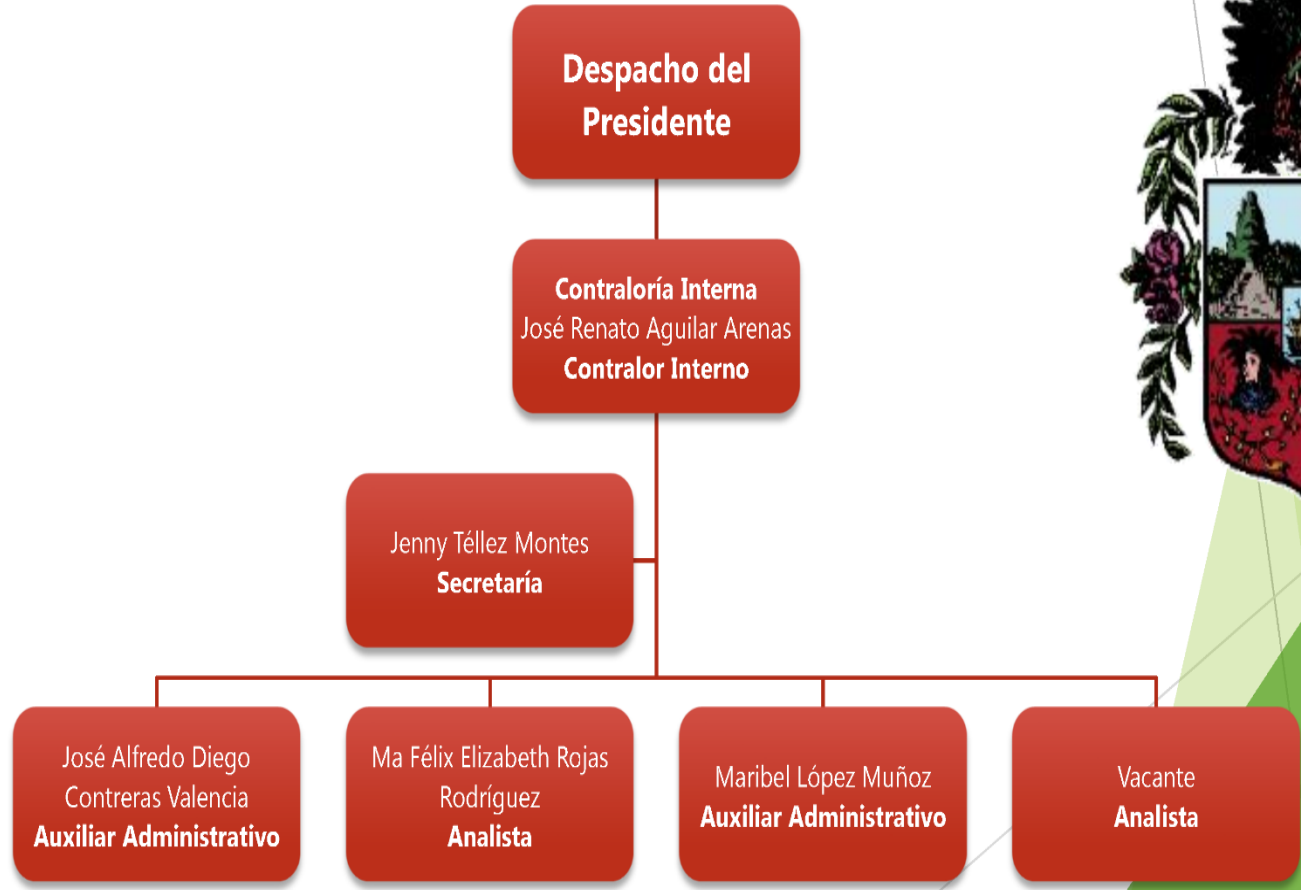 Despacho del
Presidente
Contraloría Interna
José Renato Aguilar Arenas
Contralor Interno
Jenny Téllez Montes
Secretaría
José Alfredo Diego
Contreras Valencia
Auxiliar Administrativo
Ma Félix Elizabeth Rojas
Rodríguez
Analista
Maribel López Muñoz
Auxiliar Administrativo
Vacante
Analista